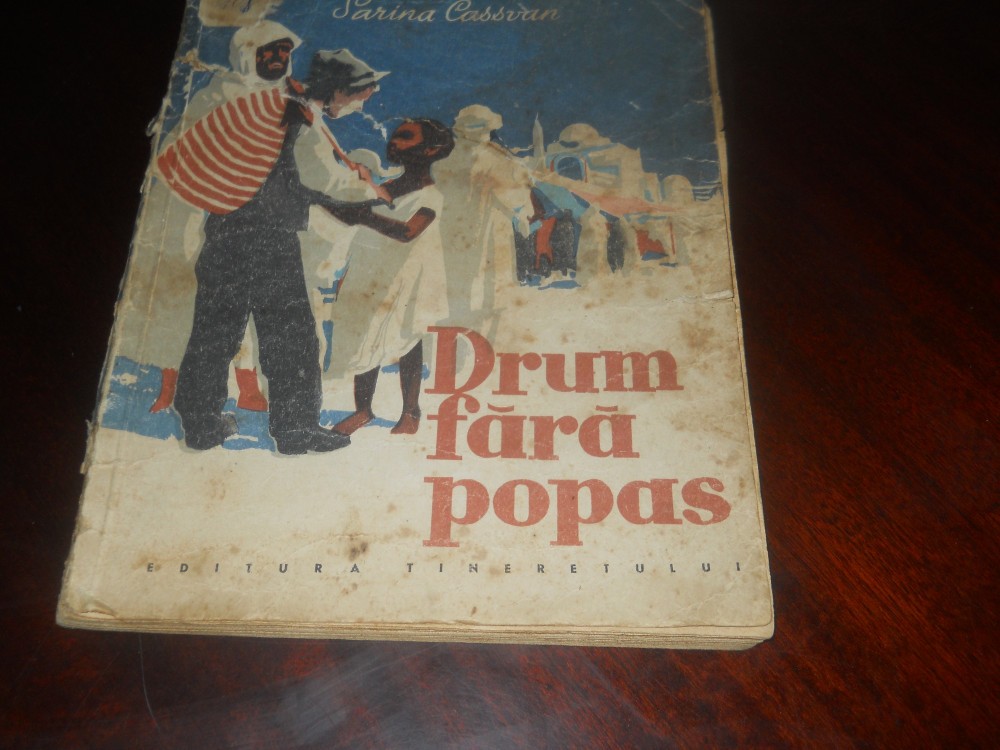 Sarina Cassvan
Drum
fără
popas
EDITURA TINERETULUI